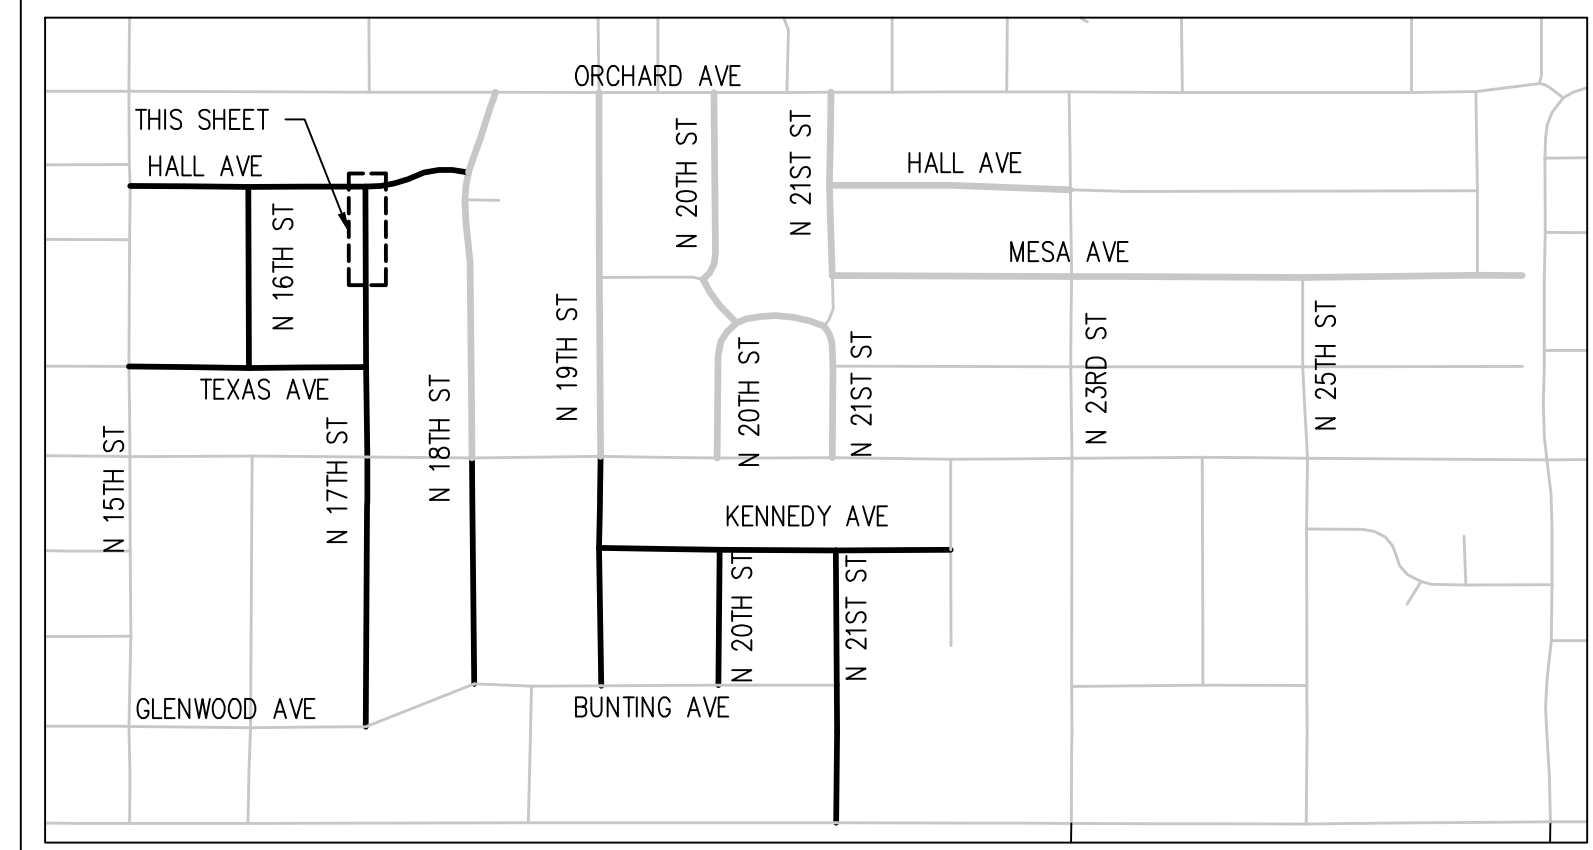 ORCHARD AVE
THIS SHEET
HALL AVE
HALL AVE
N 20TH ST
N 21ST ST
N 16TH ST
MESA AVE
N 19TH ST
N 23RD ST
N 25TH ST
N 20TH ST
N 21ST ST
TEXAS AVE
N 18TH ST
N 15TH ST
N 17TH ST
KENNEDY AVE
N 20TH ST
N 21ST ST
GLENWOOD AVE
BUNTING AVE